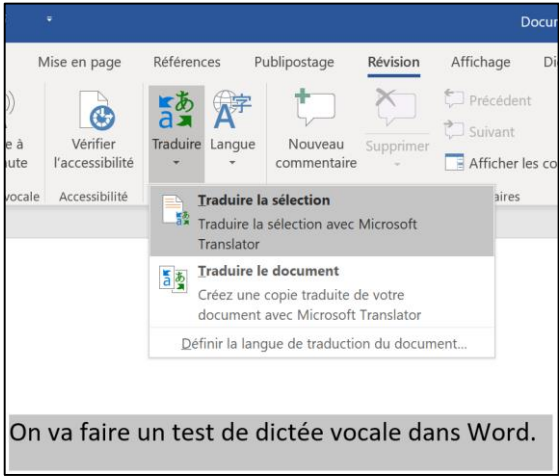 Docur
Mise en page Références Publipostage Révision Affichage Di
Précédent
Suivant
Afficher les co
e à
aute
Vérifier
l'accessibilité
Traduire Langue
Nouveau
commentaire
Supprimer
vocale Accessibilité
aires
Traduire la sélection
Traduire la sélection avec Microsoft
Translator
Traduire le document
Créez une copie traduite de votre
document avec Microsoft Translator
Définir la langue de traduction du document...
On va faire un test de dictée vocale dans Word.